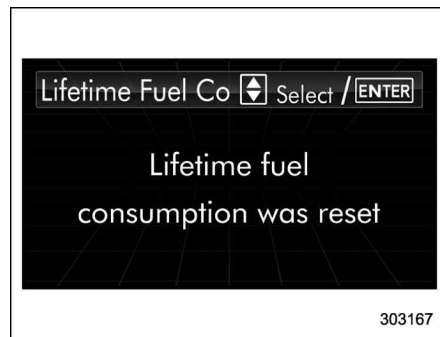 Lifetime Fuel Co Select / ENTER
Lifetime fuel
consumption was reset
303167